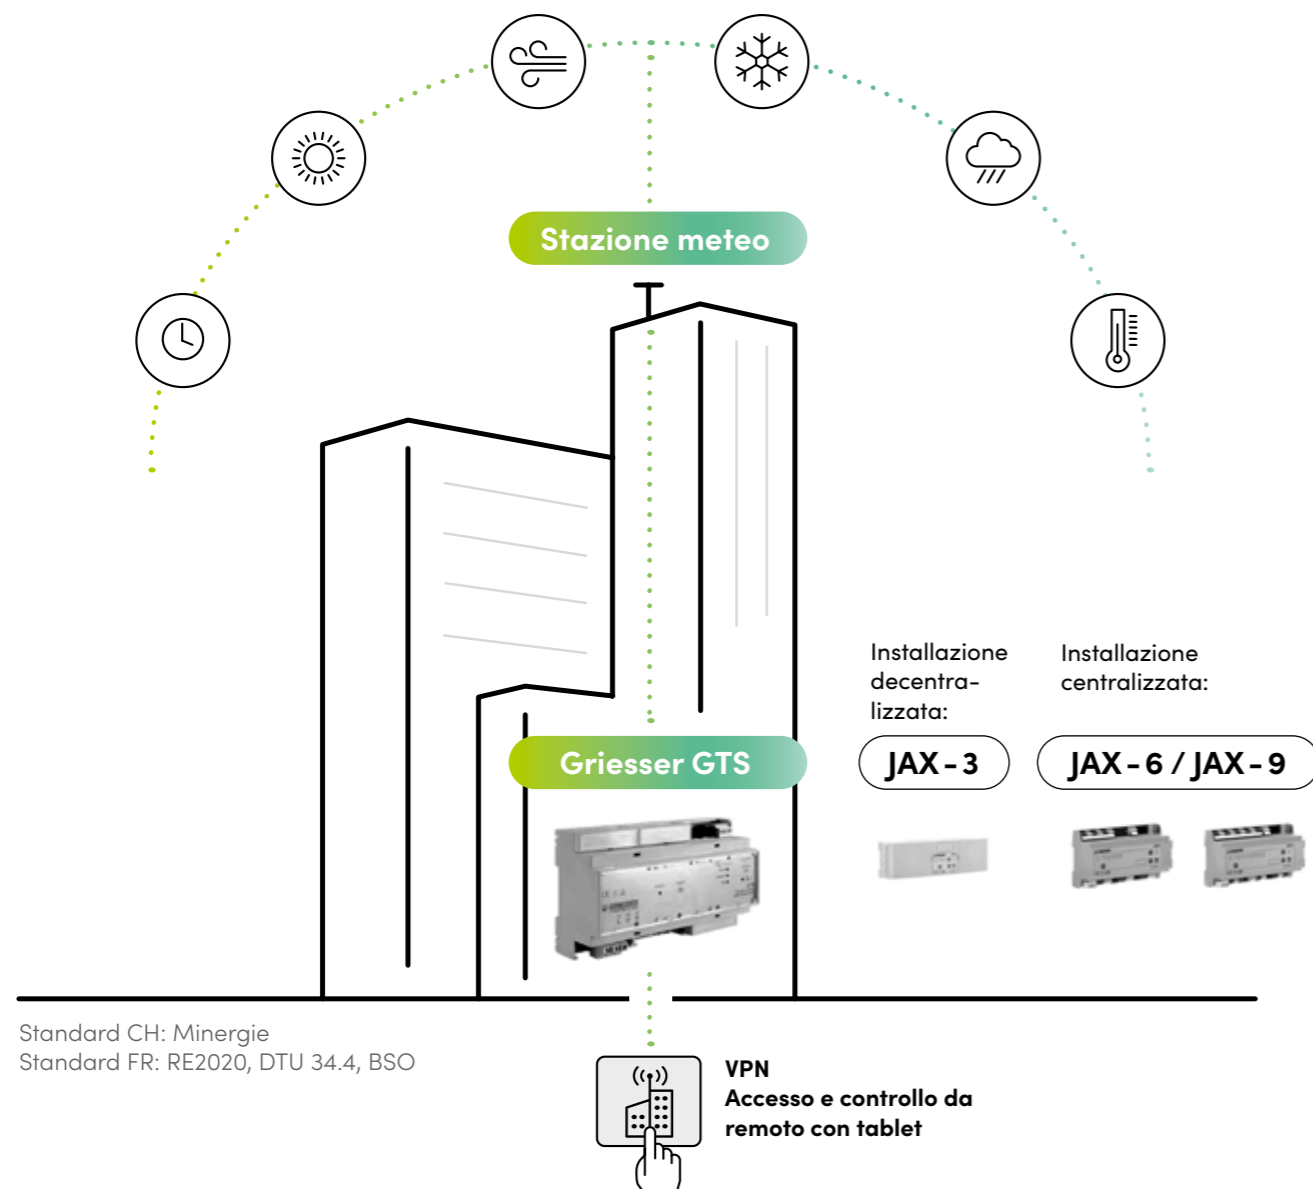 Stazione meteo
Installazione
decentra-
lizzata:
Installazione
centralizzata:
Griesser GTS
JAX - 3
JAX - 6 / JAX - 9
Standard CH: Minergie
Standard FR: RE2020, DTU 34.4, BSO
VPN
Accesso e controllo da
remoto con tablet